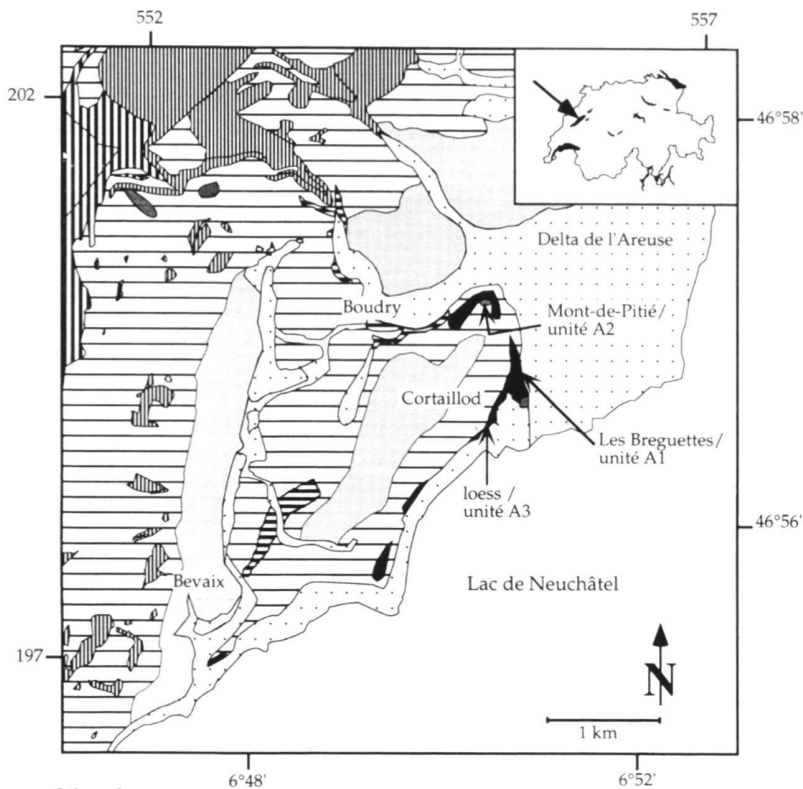 552
557
202
46°58'
Delta de l'Areuse
Boudry
Mont-de-Pitié/
unité A2
Cortaillod
Les Breguettes/
unité A1
loess /
unité A3
46°56'
Bevaix
Lac de Neuchâtel
197
N
1 km
6°48'
6°52'